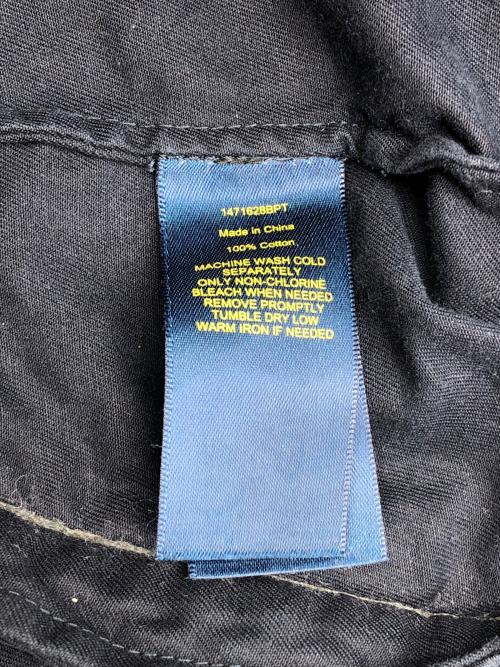 1471628BPT
Made in China
100% Cotton
MACHINE WASH COLD
SEPARATELY
ONLY NON-CHLORINE
BLEACH WHEN NEEDED
REMOVE PROMPTLY
TUMBLE DRY LOW
WARM IRON IF NEEDED